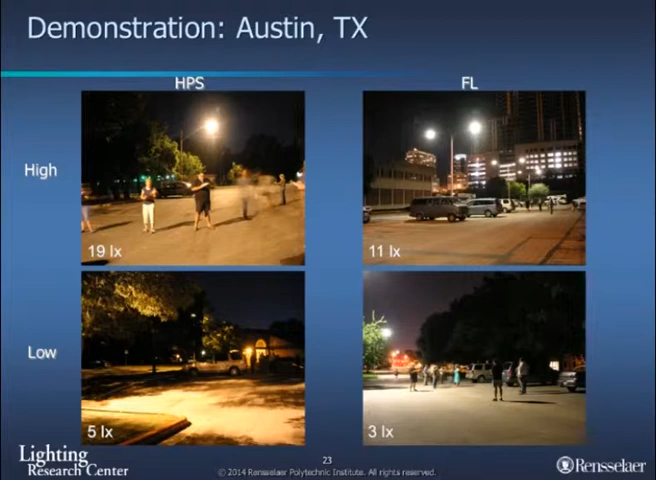 Demonstration: Austin, TX
HPS
FL
High
19 lx
11 lx
Low
5 lx
3 lx
Lighting
Research Center
23
© 2014 Rensselaer Polytechnic Institute. All rights reserved.
Rensselaer